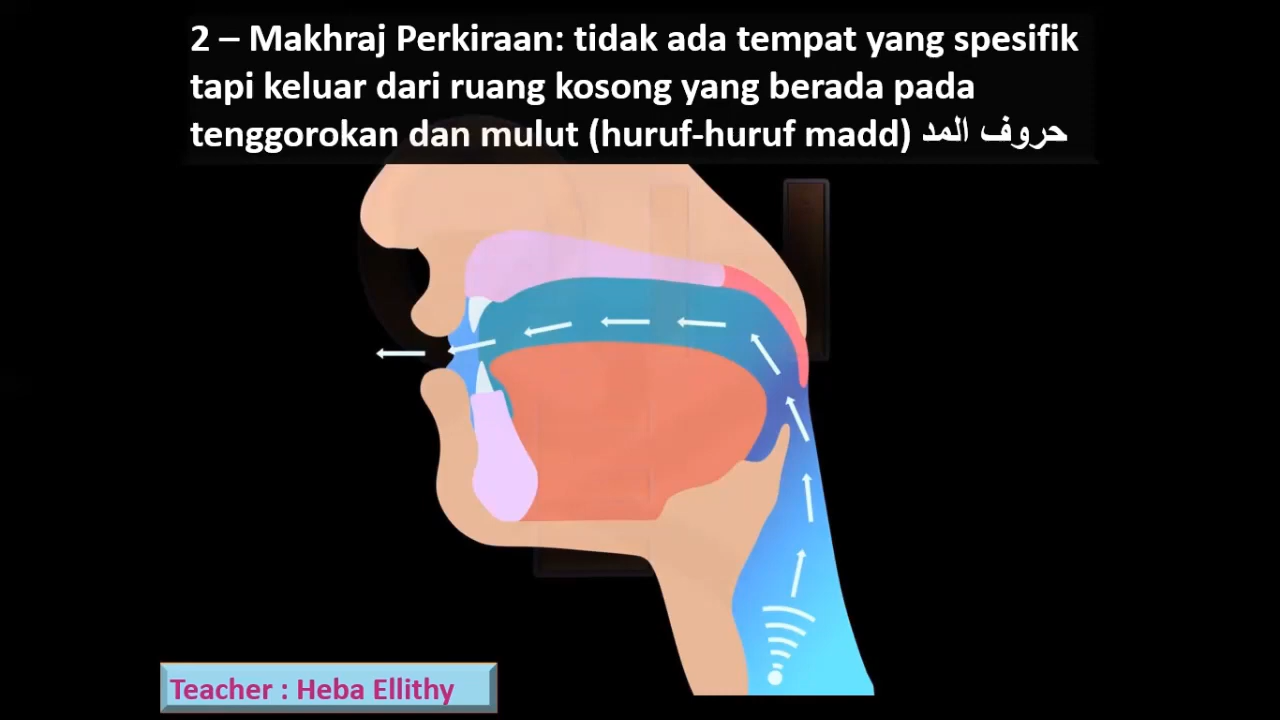 2 – Makhraj Perkiraan: tidak ada tempat yang spesifik
tapi keluar dari ruang kosong yang berada pada
tenggorokan dan mulut (huruf-huruf madd) حروف المد
Teacher : Heba Ellithy